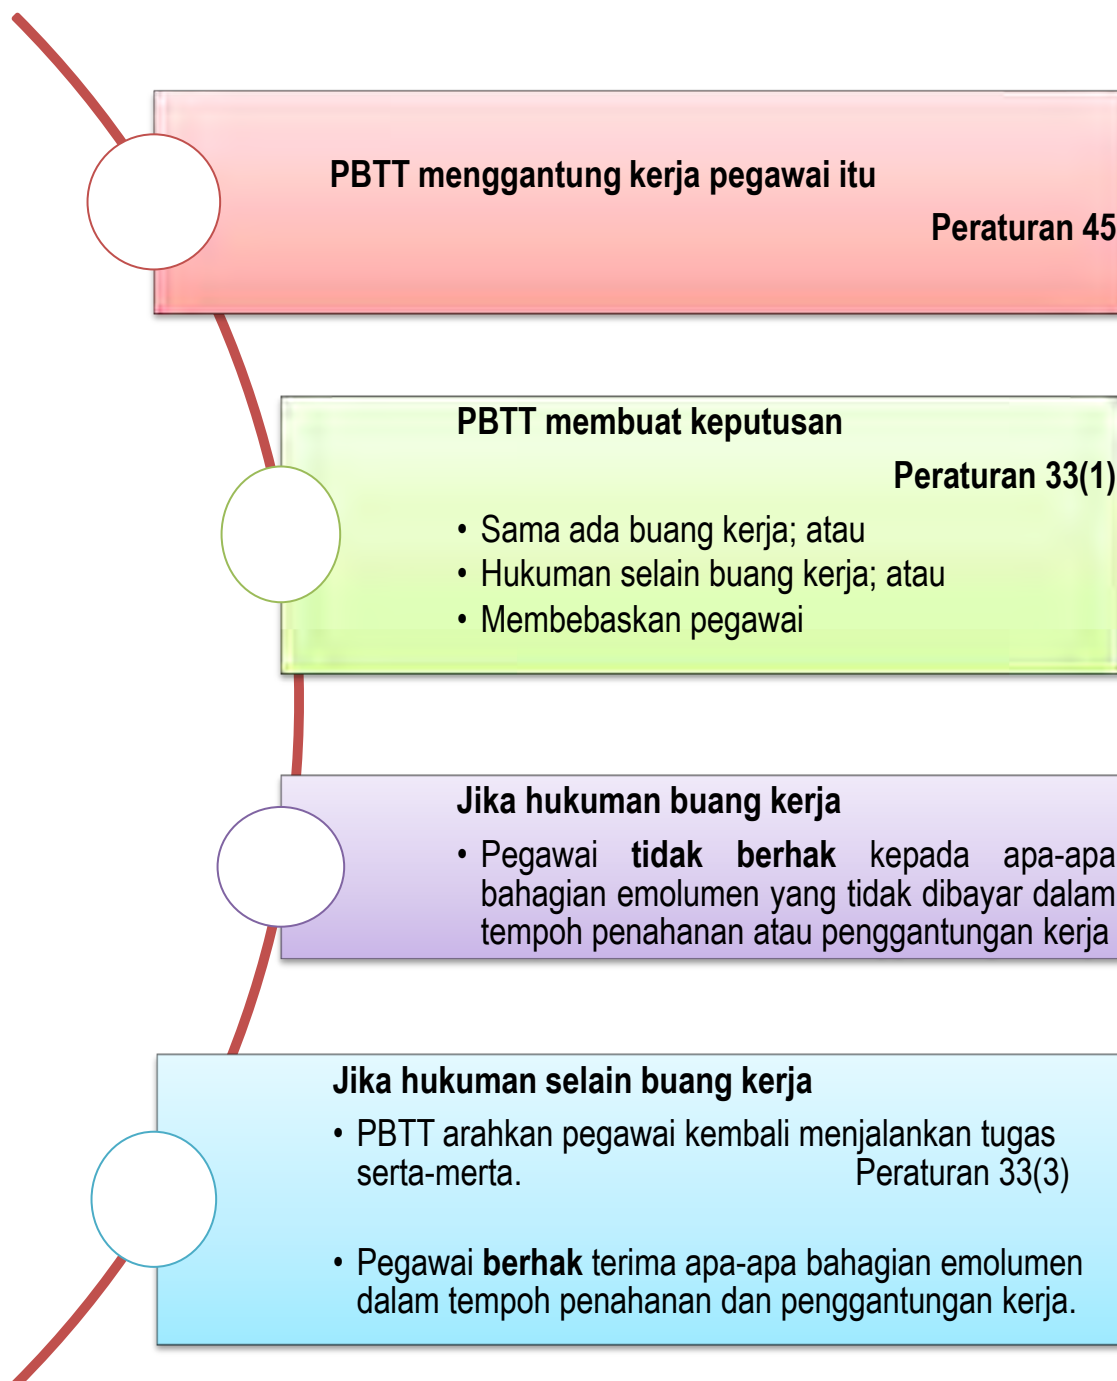 PBTT menggantung kerja pegawai itu
Peraturan 45
PBTT membuat keputusan
Peraturan 33(1)
• Sama ada buang kerja; atau
• Hukuman selain buang kerja; atau
• Membebaskan pegawai
Jika hukuman buang kerja
• Pegawai tidak berhak kepada apa-apa
bahagian emolumen yang tidak dibayar dalam
tempoh penahanan atau penggantungan kerja
Jika hukuman selain buang kerja
• PBTT arahkan pegawai kembali menjalankan tugas
serta-merta. Peraturan 33(3)
• Pegawai berhak terima apa-apa bahagian emolumen
dalam tempoh penahanan dan penggantungan kerja.